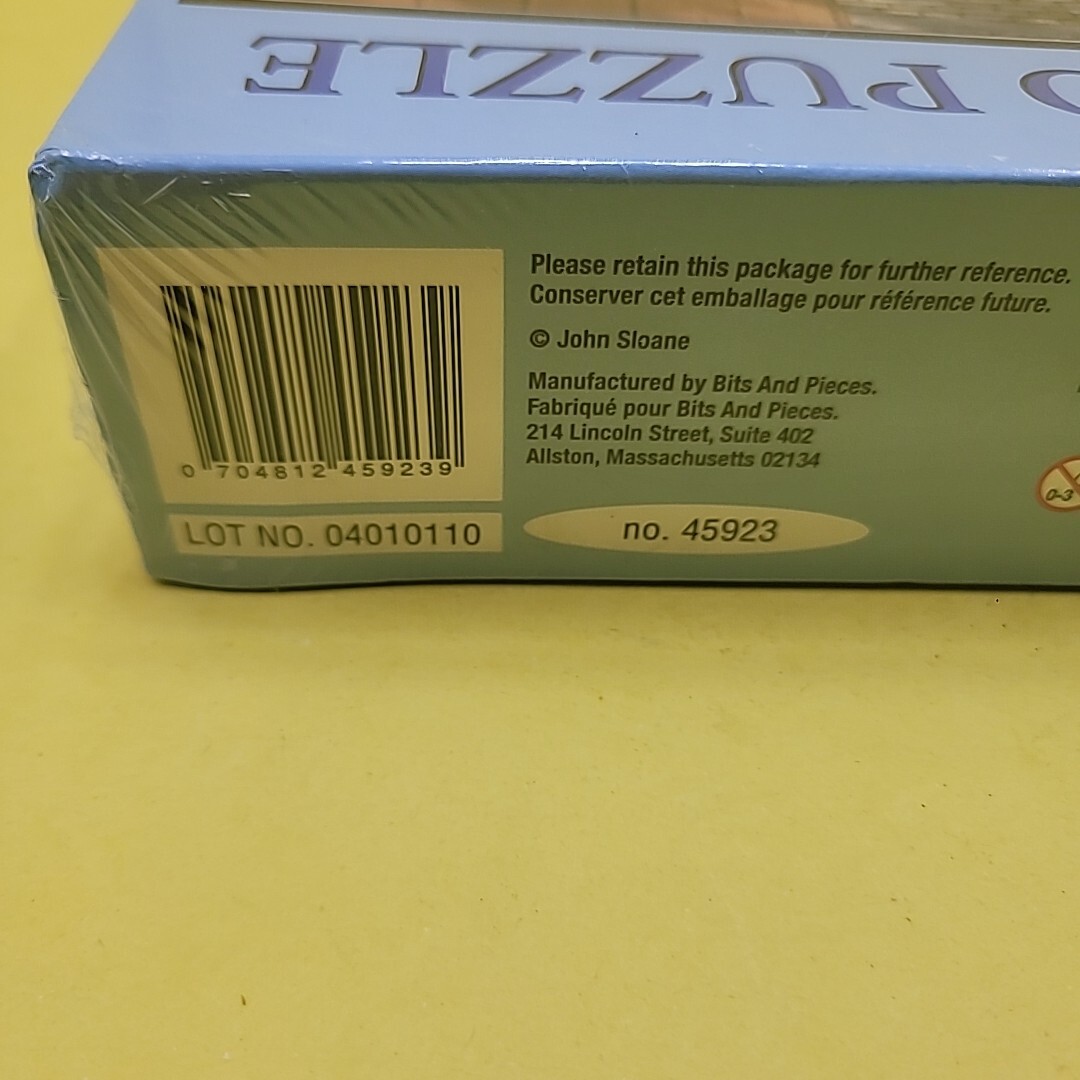 PUZZLE
Please retain this package for further reference.
Conserver cet emballage pour référence future.
© John Sloane
Manufactured by Bits And Pieces.
Fabriqué pour Bits And Pieces.
214 Lincoln Street, Suite 402
Allston, Massachusetts 02134
0 704812 459239
LOT NO. 04010110
no. 45923
0-3